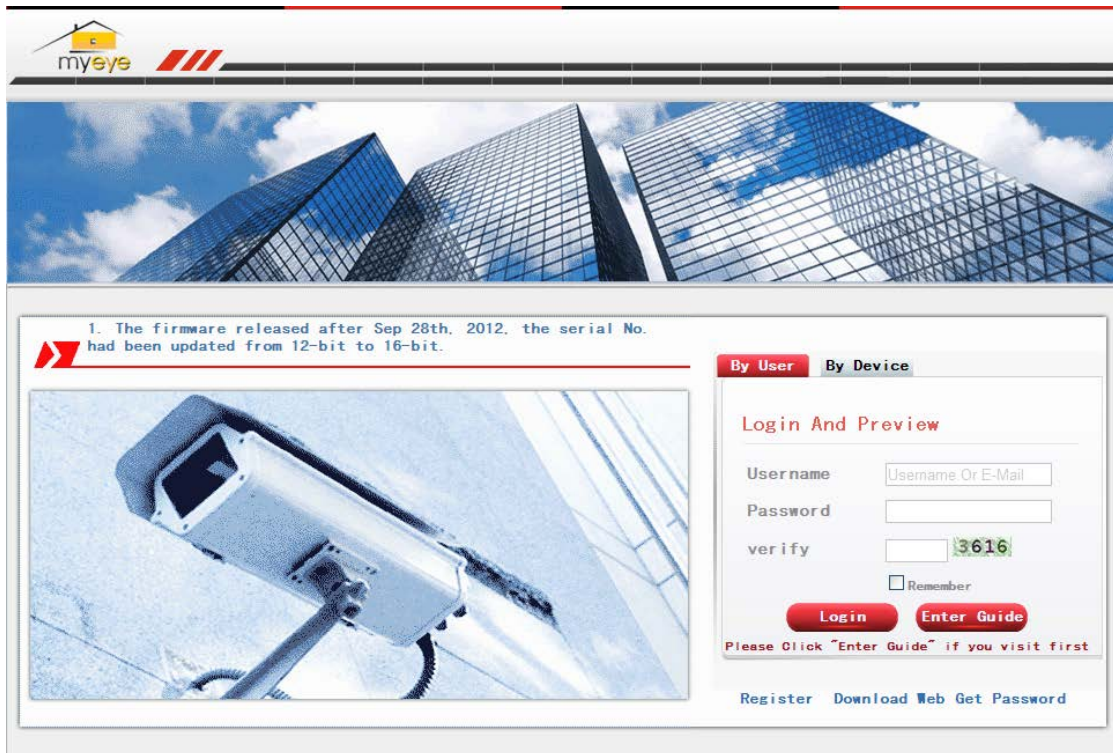 myeye
1. The firmware released after Sep 28th, 2012, the serial No.
had been updated from 12-bit to 16-bit.
By User By Device
Login And Preview
Username Username Or E-Mail
Password
verify 3616
Remember
Login Enter Guide
Please Click "Enter Guide" if you visit first
Register Download Web Get Password